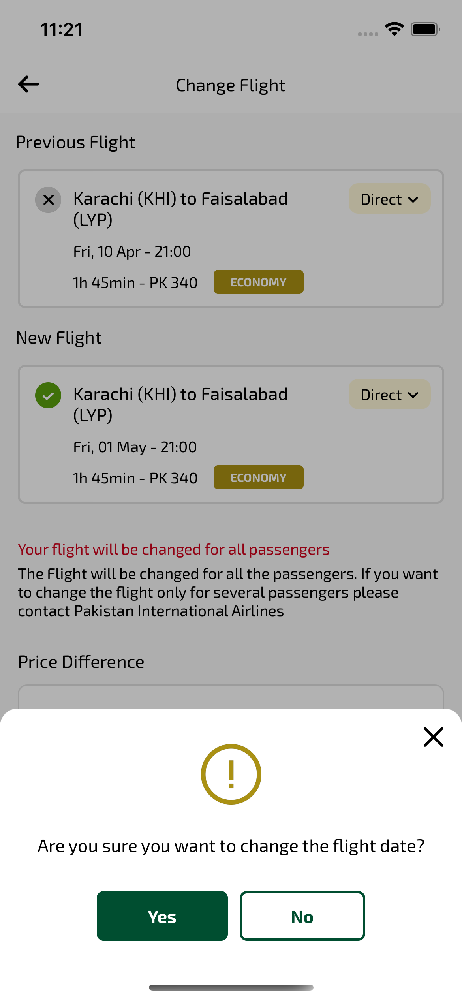 11:21
Change Flight
Previous Flight
Karachi (KHI) to Faisalabad
(LYP)
Direct
Fri, 10 Apr - 21:00
1h 45min - PK 340
ECONOMY
New Flight
Karachi (KHI) to Faisalabad
(LYP)
Direct
Fri, 01 May - 21:00
1h 45min - PK 340
ECONOMY
Your flight will be changed for all passengers
The Flight will be changed for all the passengers. If you want
to change the flight only for several passengers please
contact Pakistan International Airlines
Price Difference
Are you sure you want to change the flight date?
Yes
No